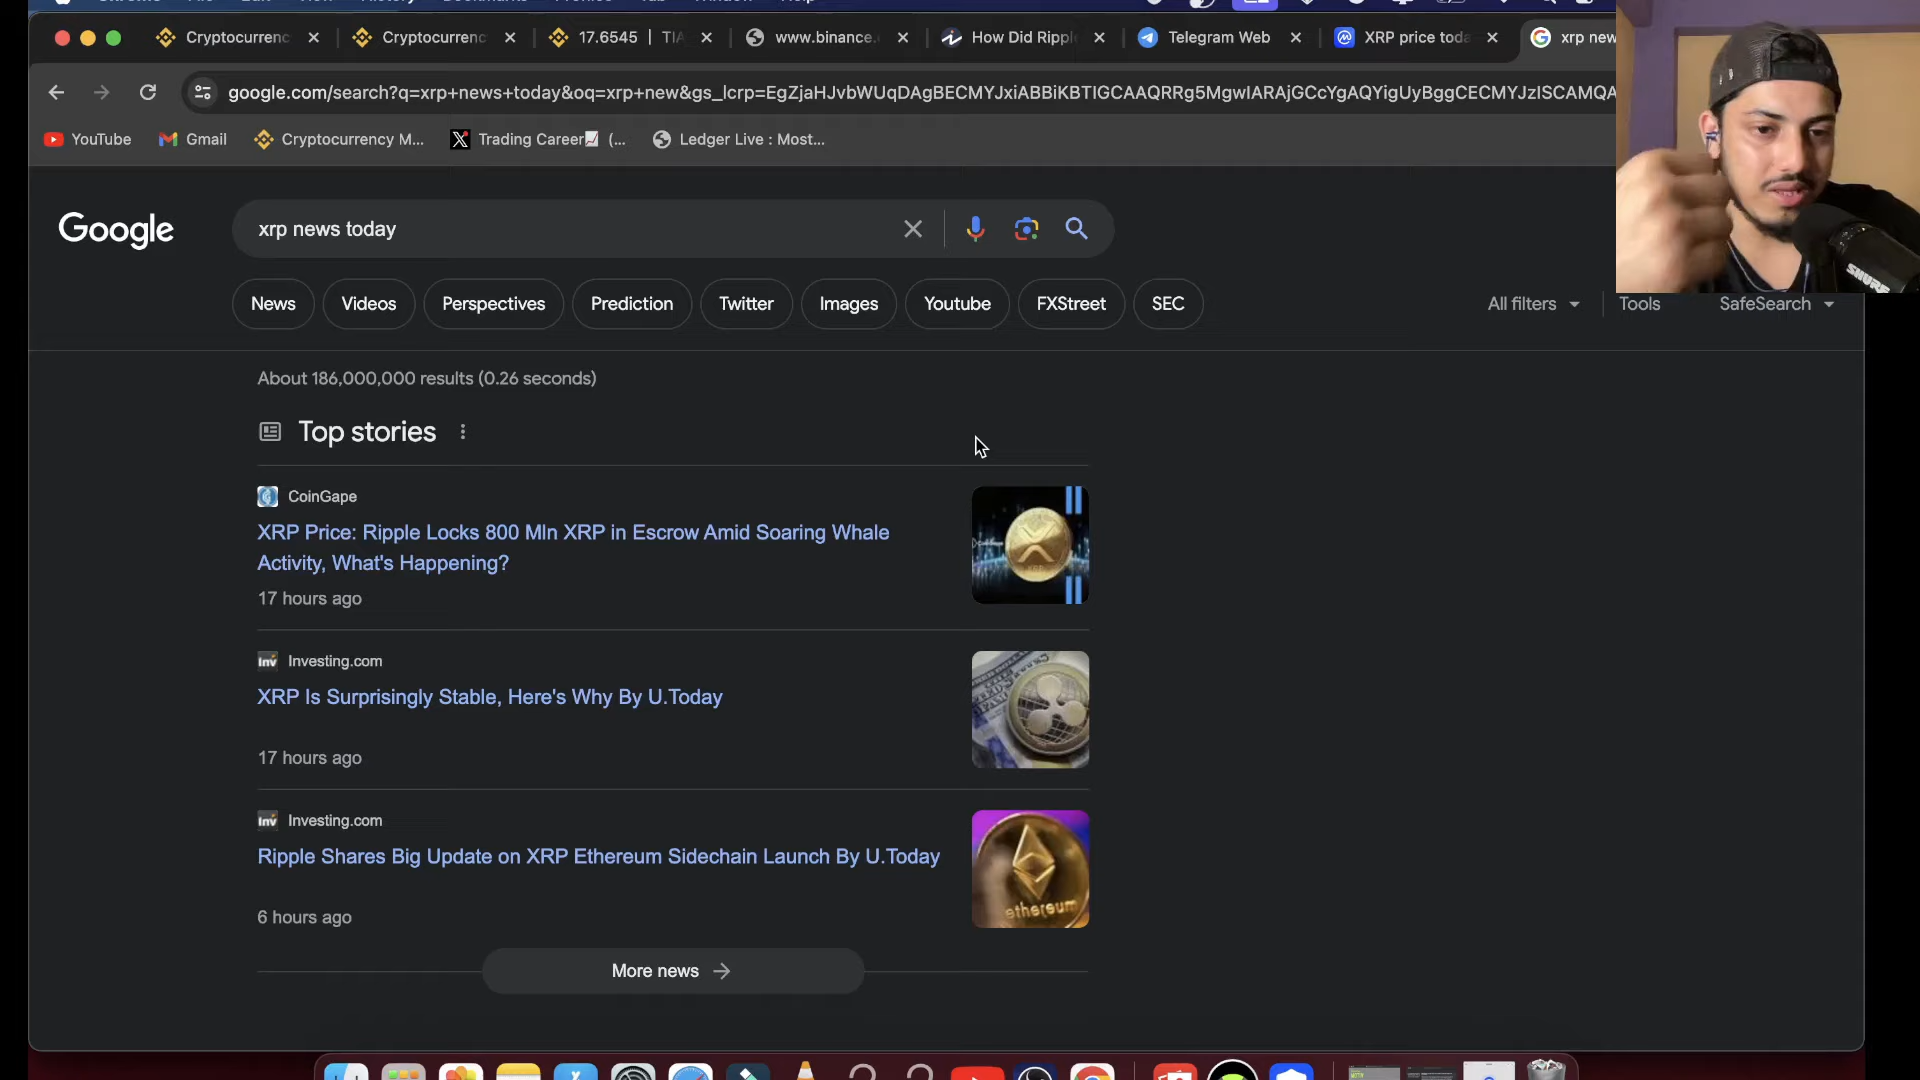 Cryptocurrenc
Cryptocurrenc
17.6545 | TIA
www.binance.
How Did Rippl
Telegram Web
XRP price toda
xrp new
google.com/search?q=xrp+news+today&oq=xrp+new&gs_lcrp=
YouTube
Gmail
Cryptocurrency M...
Trading Career (...
Ledger Live : Most...
Google
xrp news today
News
Videos
Perspectives
Prediction
Twitter
Images
Youtube
FXStreet
SEC
All filters
Tools
SafeSearch
About 186,000,000 results (0.26 seconds)
Top stories
CoinGape
XRP Price: Ripple Locks 800 Mln XRP in Escrow Amid Soaring Whale
Activity, What's Happening?
17 hours ago
Investing.com
XRP Is Surprisingly Stable, Here's Why By U.Today
17 hours ago
Investing.com
Ripple Shares Big Update on XRP Ethereum Sidechain Launch By U.Today
6 hours ago
ethereum
More news
SHURE